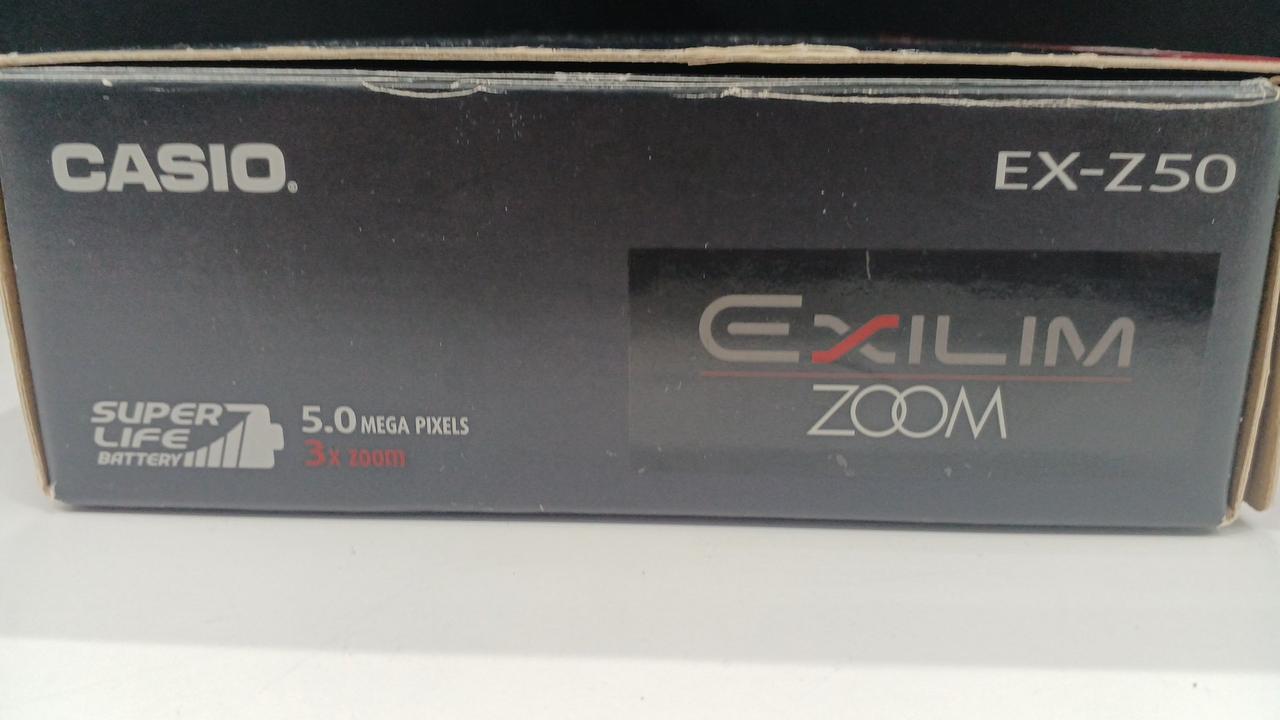 CASIO®
EX-Z50
EXILIM
ZOOM
SUPER
LIFE
BATTERY
5.0 MEGA PIXELS
3x zoom